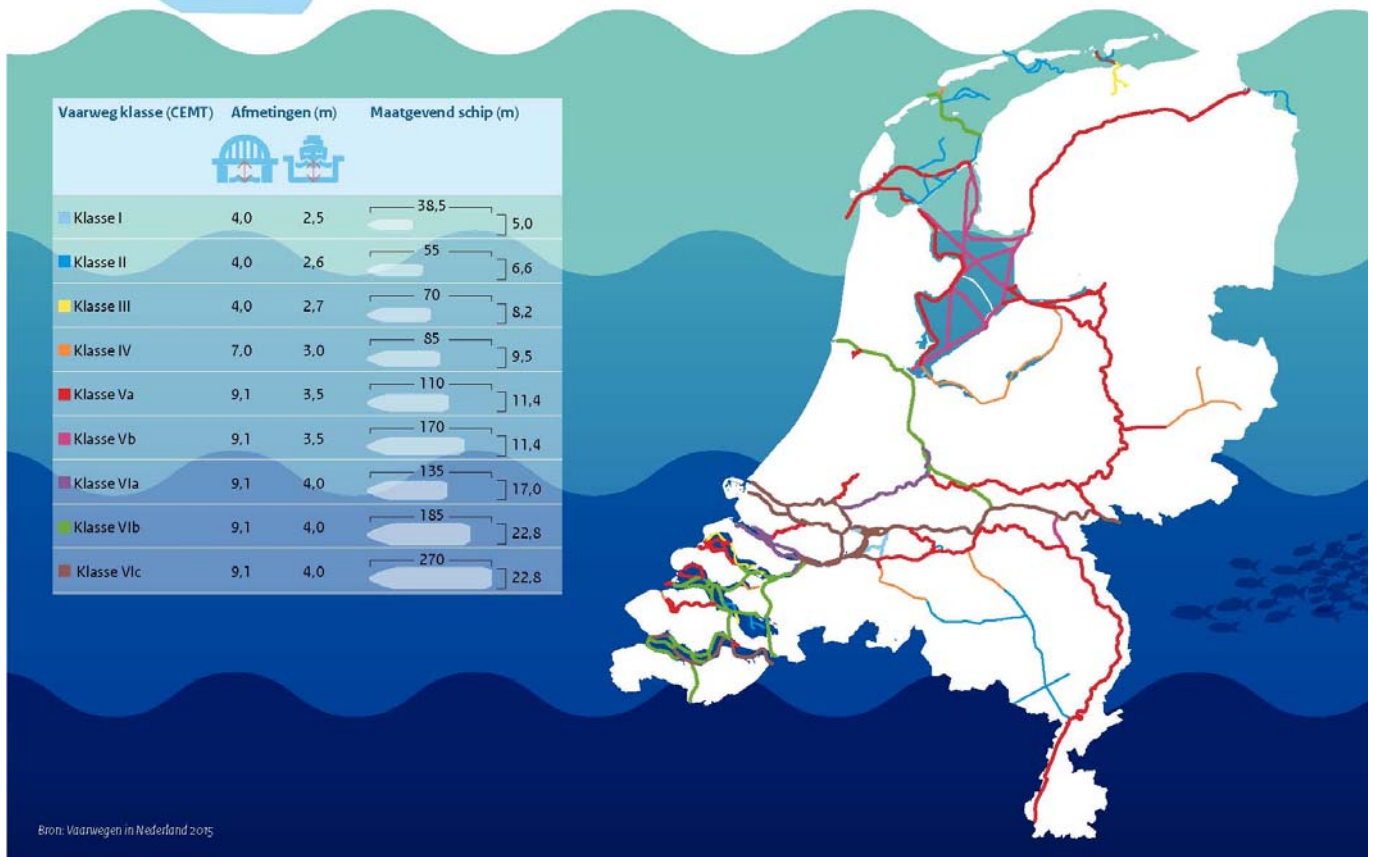 Vaarweg klasse (CEMT) Afmetingen (m) Maatgevend schip (m)
Klasse I 4,0 2,5 38,5 5,0
Klasse II 4,0 2,6 55 6,6
Klasse III 4,0 2,7 70 8,2
Klasse IV 7,0 3,0 85 9,5
Klasse Va 9,1 3,5 110 11,4
Klasse Vb 9,1 3,5 170 11,4
Klasse VIa 9,1 4,0 135 17,0
Klasse VIb 9,1 4,0 185 22,8
Klasse VIc 9,1 4,0 270 22,8
Bron: Vaarwegen in Nederland 2015